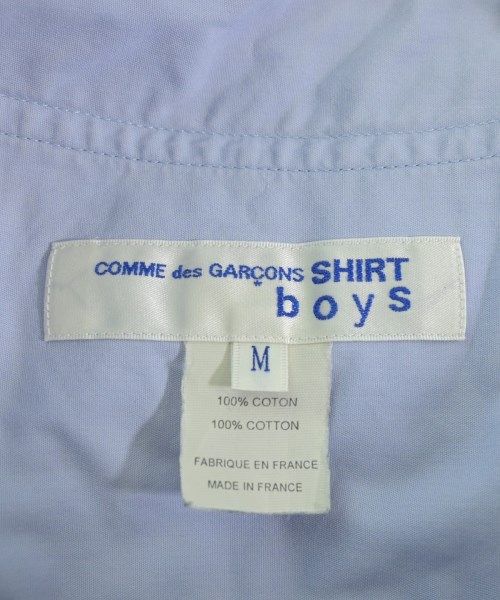 COMME des GARÇONS SHIRT
boys
M
100% COTON
100% COTTON
FABRIQUE EN FRANCE
MADE IN FRANCE